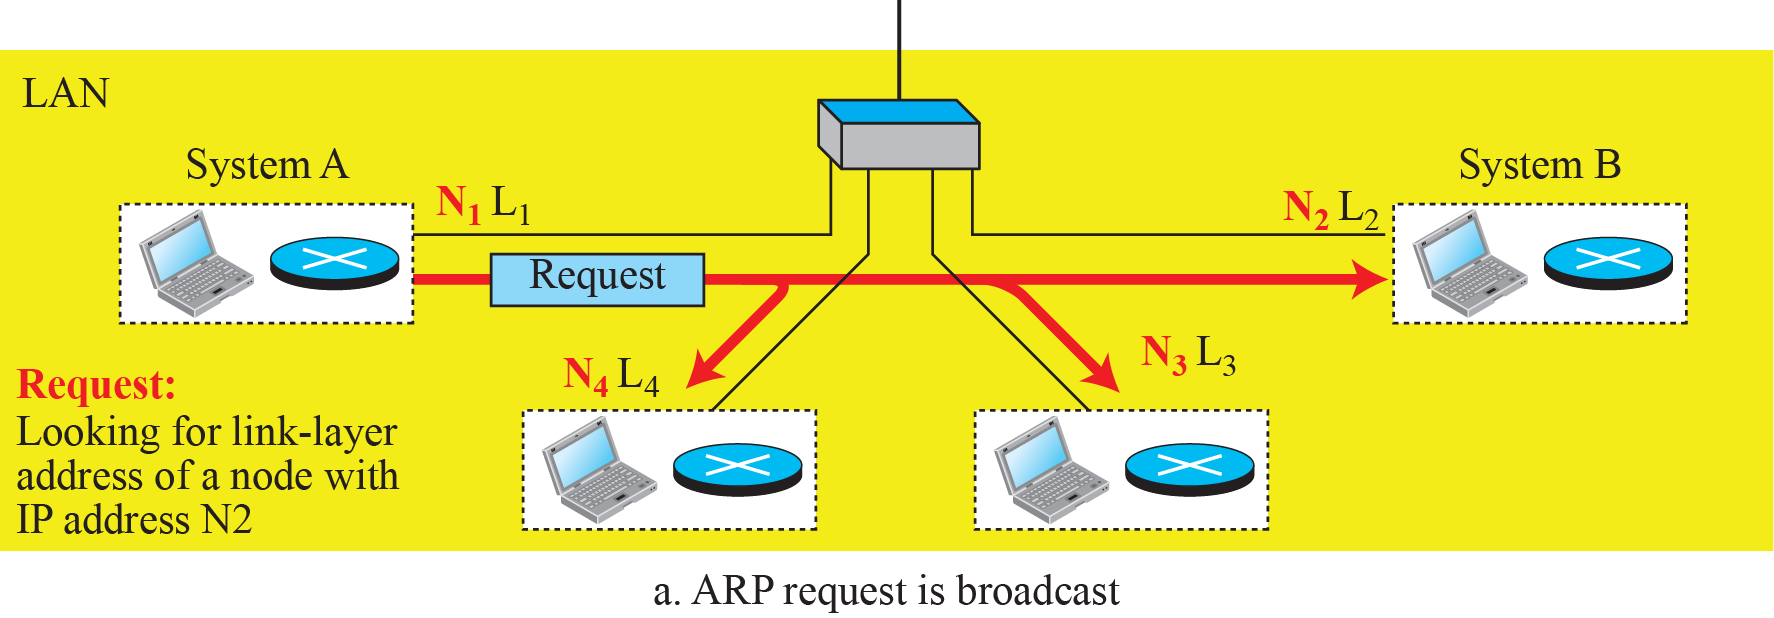 LAN
System A
System B
N1 L1
N2 L2
Request
N4 L4
N3 L3
Request:
Looking for link-layer
address of a node with
IP address N2
a. ARP request is broadcast